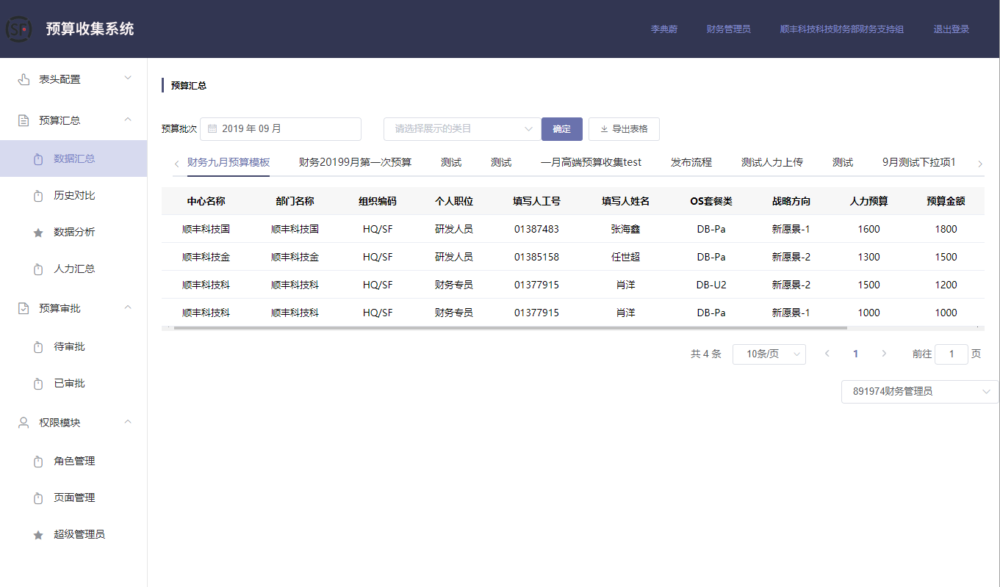 SF 预算收集系统 李典蔚 财务管理员 顺丰科技科技财务部财务支持组 退出登录
表头配置
预算汇总
数据汇总
历史对比
数据分析
人力汇总
预算审批
待审批
已审批
权限模块
角色管理
页面管理
超级管理员
预算汇总
预算批次 2019 年 09 月 请选择展示的类目 确定 导出表格
财务九月预算模板 财务20199月第一次预算 测试 测试 一月高端预算收集test 发布流程 测试人力上传 测试 9月测试下拉项1
中心名称 部门名称 组织编码 个人职位 填写人工号 填写人姓名 OS套餐类 战略方向 人力预算 预算金额
顺丰科技国 顺丰科技国 HQ/SF 研发人员 01387483 张海鑫 DB-Pa 新愿景-1 1600 1800
顺丰科技金 顺丰科技金 HQ/SF 研发人员 01385158 任世超 DB-Pa 新愿景-2 1300 1500
顺丰科技科 顺丰科技科 HQ/SF 财务专员 01377915 肖洋 DB-U2 新愿景-2 1500 1200
顺丰科技科 顺丰科技科 HQ/SF 财务专员 01377915 肖洋 DB-Pa 新愿景-1 1000 1000
共 4 条 10条/页 1 前往 1 页
891974财务管理员